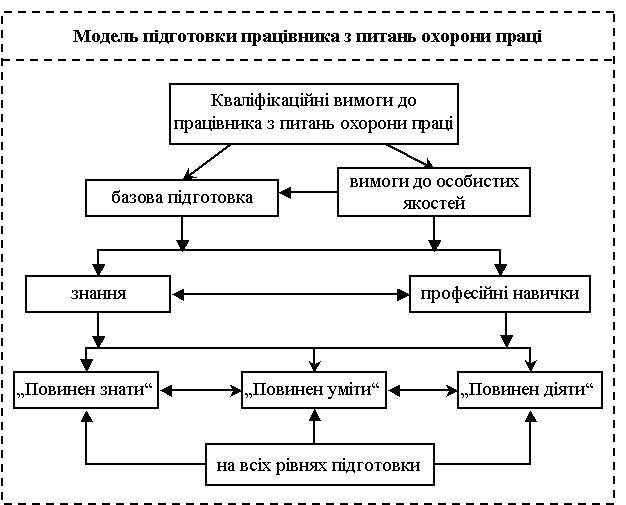 Модель підготовки працівника з питань охорони праці
Кваліфікаційні вимоги до
працівника з питань охорони праці
базова підготовка
вимоги до особистих
якостей
знання
професійні навички
„Повинен знати“
„Повинен уміти“
„Повинен діяти“
на всіх рівнях підготовки